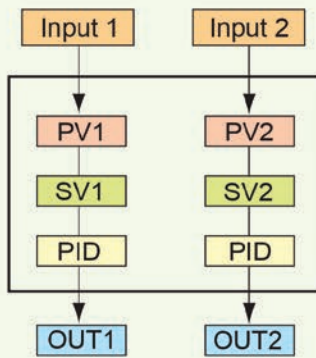 Input 1 Input 2
PV1 PV2
SV1 SV2
PID PID
OUT1 OUT2